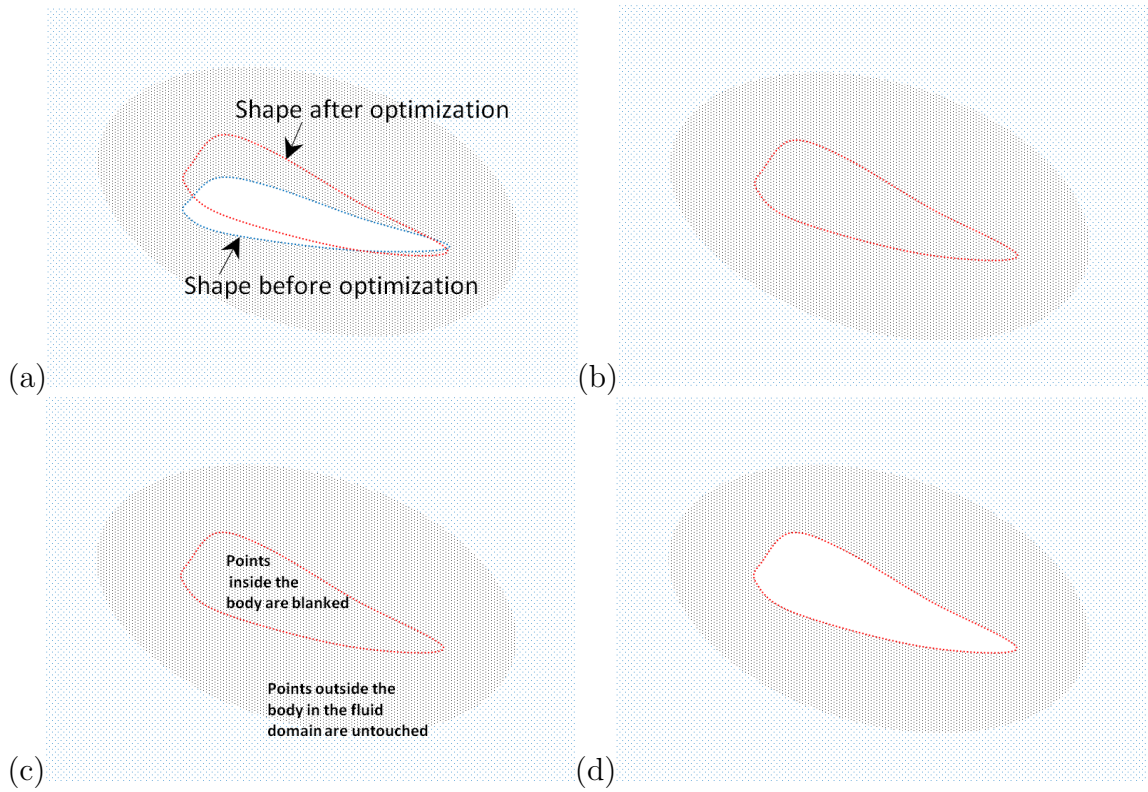 Shape after optimization
Shape before optimization
(a)
(b)
Points
inside the
body are blanked
Points outside the
body in the fluid
domain are untouched
(c)
(d)